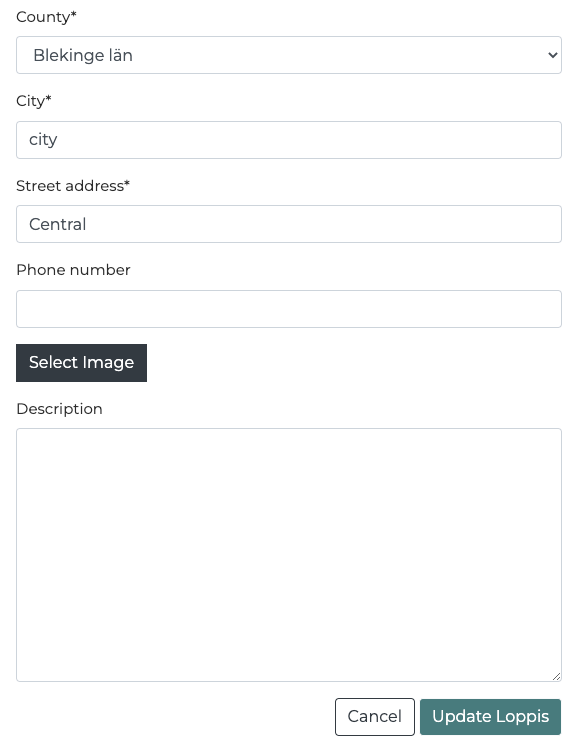 County*
Blekinge län
City*
city
Street address*
Central
Phone number
Select Image
Description
Cancel Update Loppis